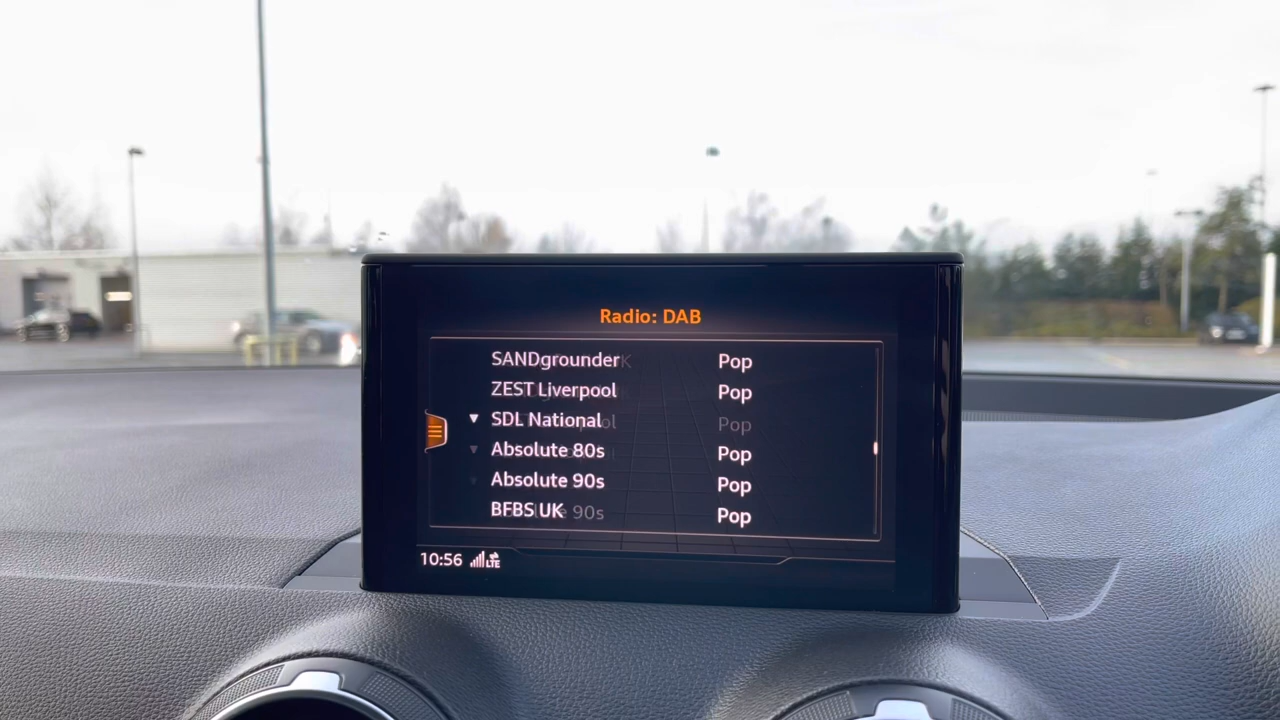 Radio: DAB
SANDgrounder Pop
ZEST Liverpool Pop
SDL National Pop
Absolute 80s Pop
Absolute 90s Pop
BFBS UK Pop
10:56 LTE